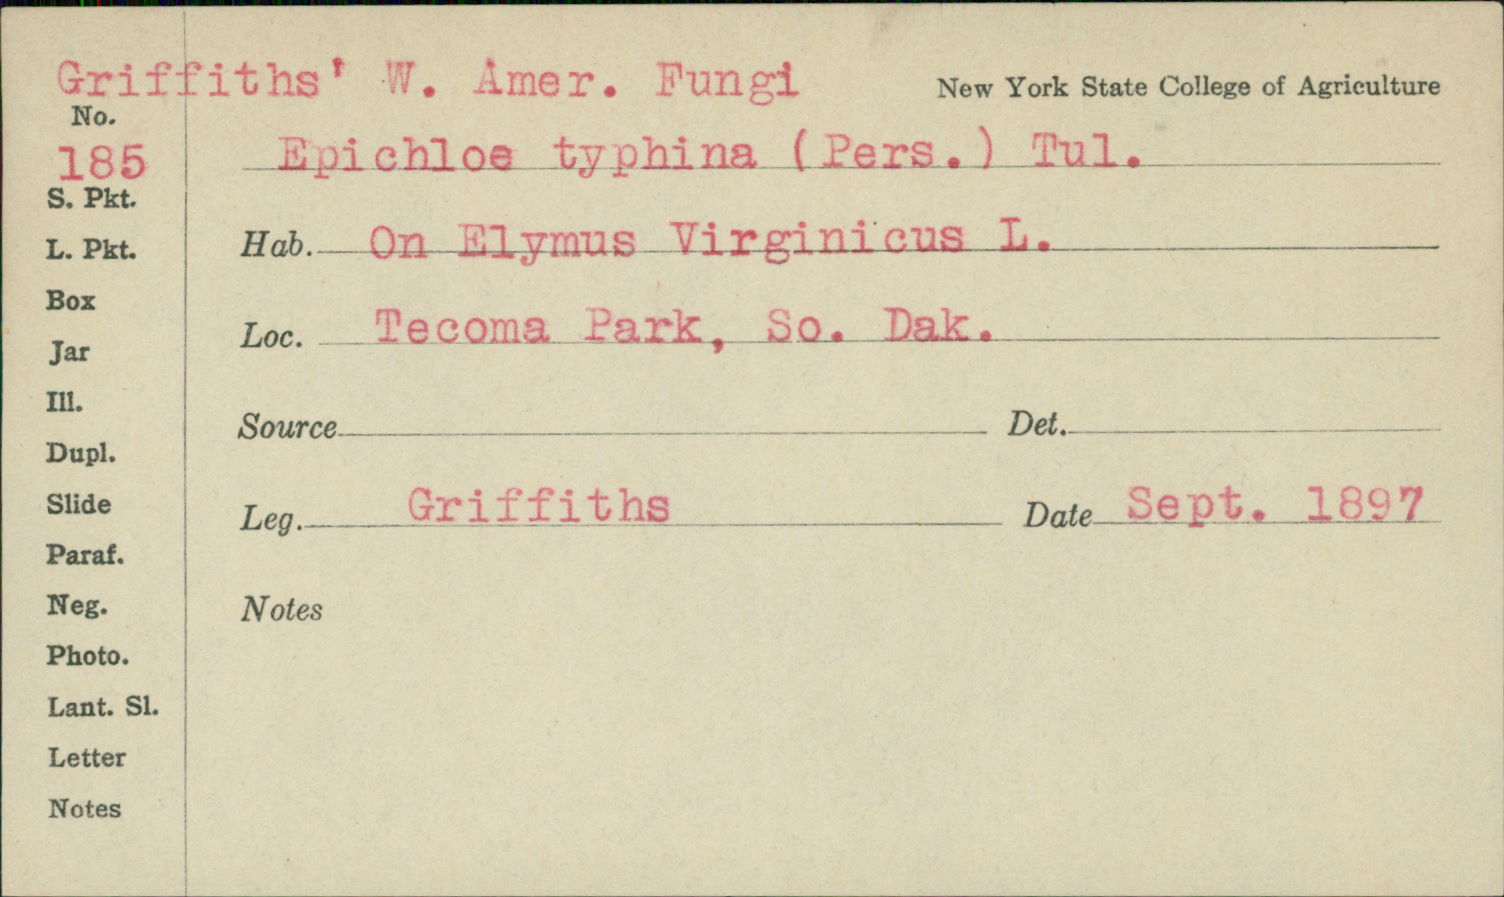 Griffiths' W. Amer. Fungi
New York State College of Agriculture
No.
185
Epichloe typhina (Pers.) Tul.
S. Pkt.
L. Pkt.
Hab. On Elymus Virginicus L.
Box
Loc. Tecoma Park, So. Dak.
Jar
Ill.
Source Det.
Dupl.
Slide
Leg. Griffiths Date Sept. 1897
Paraf.
Neg.
Notes
Photo.
Lant. Sl.
Letter
Notes